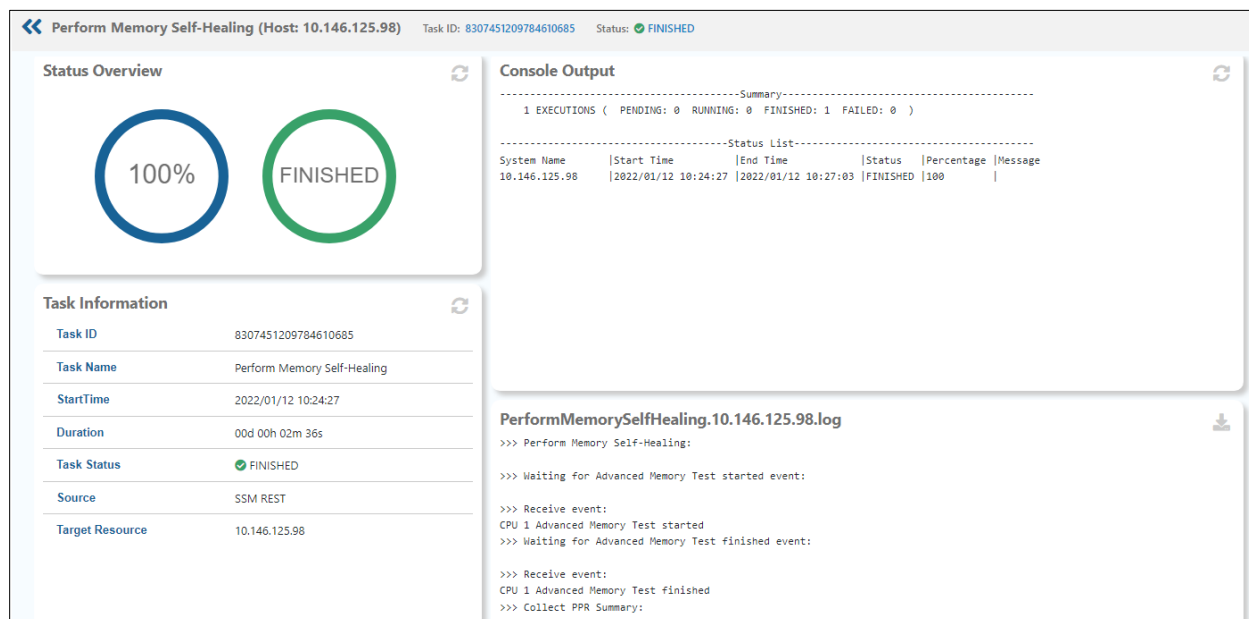 Perform Memory Self-Healing (Host: 10.146.125.98) Task ID: 8307451209784610685 Status: FINISHED
Status Overview
100%
FINISHED
Task Information
Task ID 8307451209784610685
Task Name Perform Memory Self-Healing
StartTime 2022/01/12 10:24:27
Duration 00d 00h 02m 36s
Task Status FINISHED
Source SSM REST
Target Resource 10.146.125.98
Console Output
----------------------------------------Summary------------------------------------------
1 EXECUTIONS ( PENDING: 0 RUNNING: 0 FINISHED: 1 FAILED: 0 )
--------------------------------------Status List----------------------------------------
System Name |Start Time |End Time |Status |Percentage |Message
10.146.125.98 |2022/01/12 10:24:27 |2022/01/12 10:27:03 |FINISHED |100 |
PerformMemorySelfHealing.10.146.125.98.log
>>> Perform Memory Self-Healing:
>>> Waiting for Advanced Memory Test started event:
>>> Receive event:
CPU 1 Advanced Memory Test started
>>> Waiting for Advanced Memory Test finished event:
>>> Receive event:
CPU 1 Advanced Memory Test finished
>>> Collect PPR Summary: